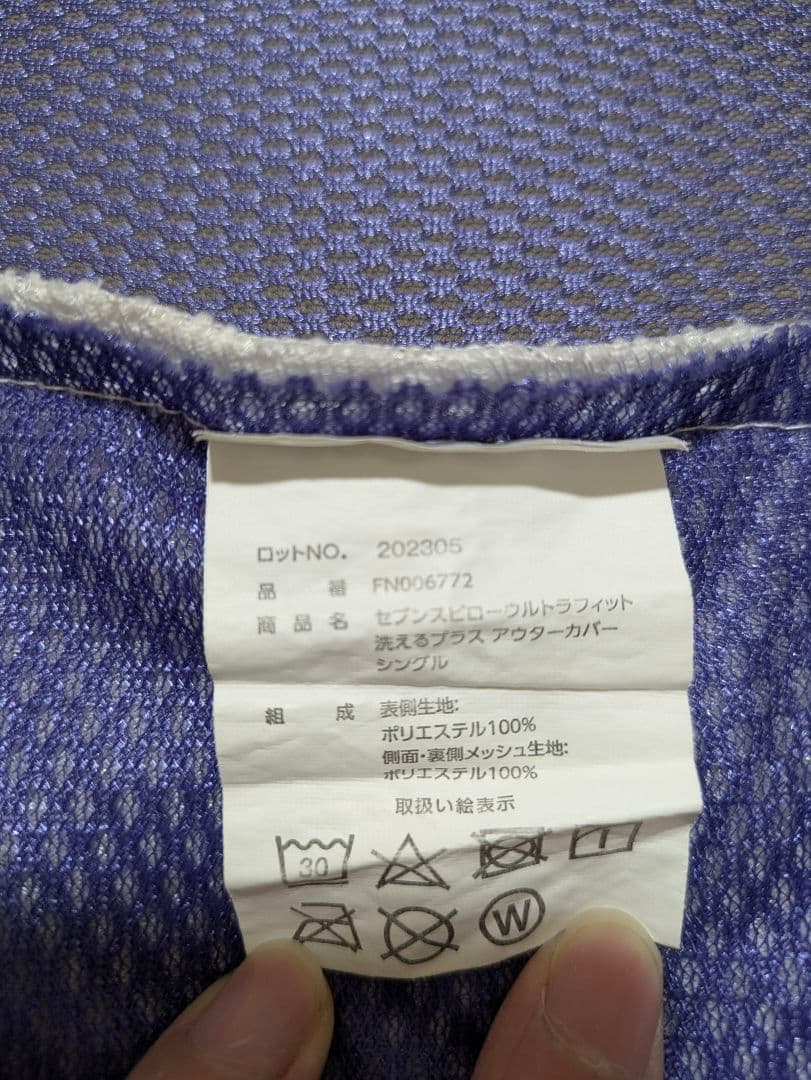 ロットNO. 202305
品番 FN006772
商品名 セブンスピローウルトラフィット
洗えるプラス アウターカバー
シングル
組成 表側生地:
ポリエステル100%
側面・裏側メッシュ生地:
ポリエステル100%
取扱い絵表示
30
W